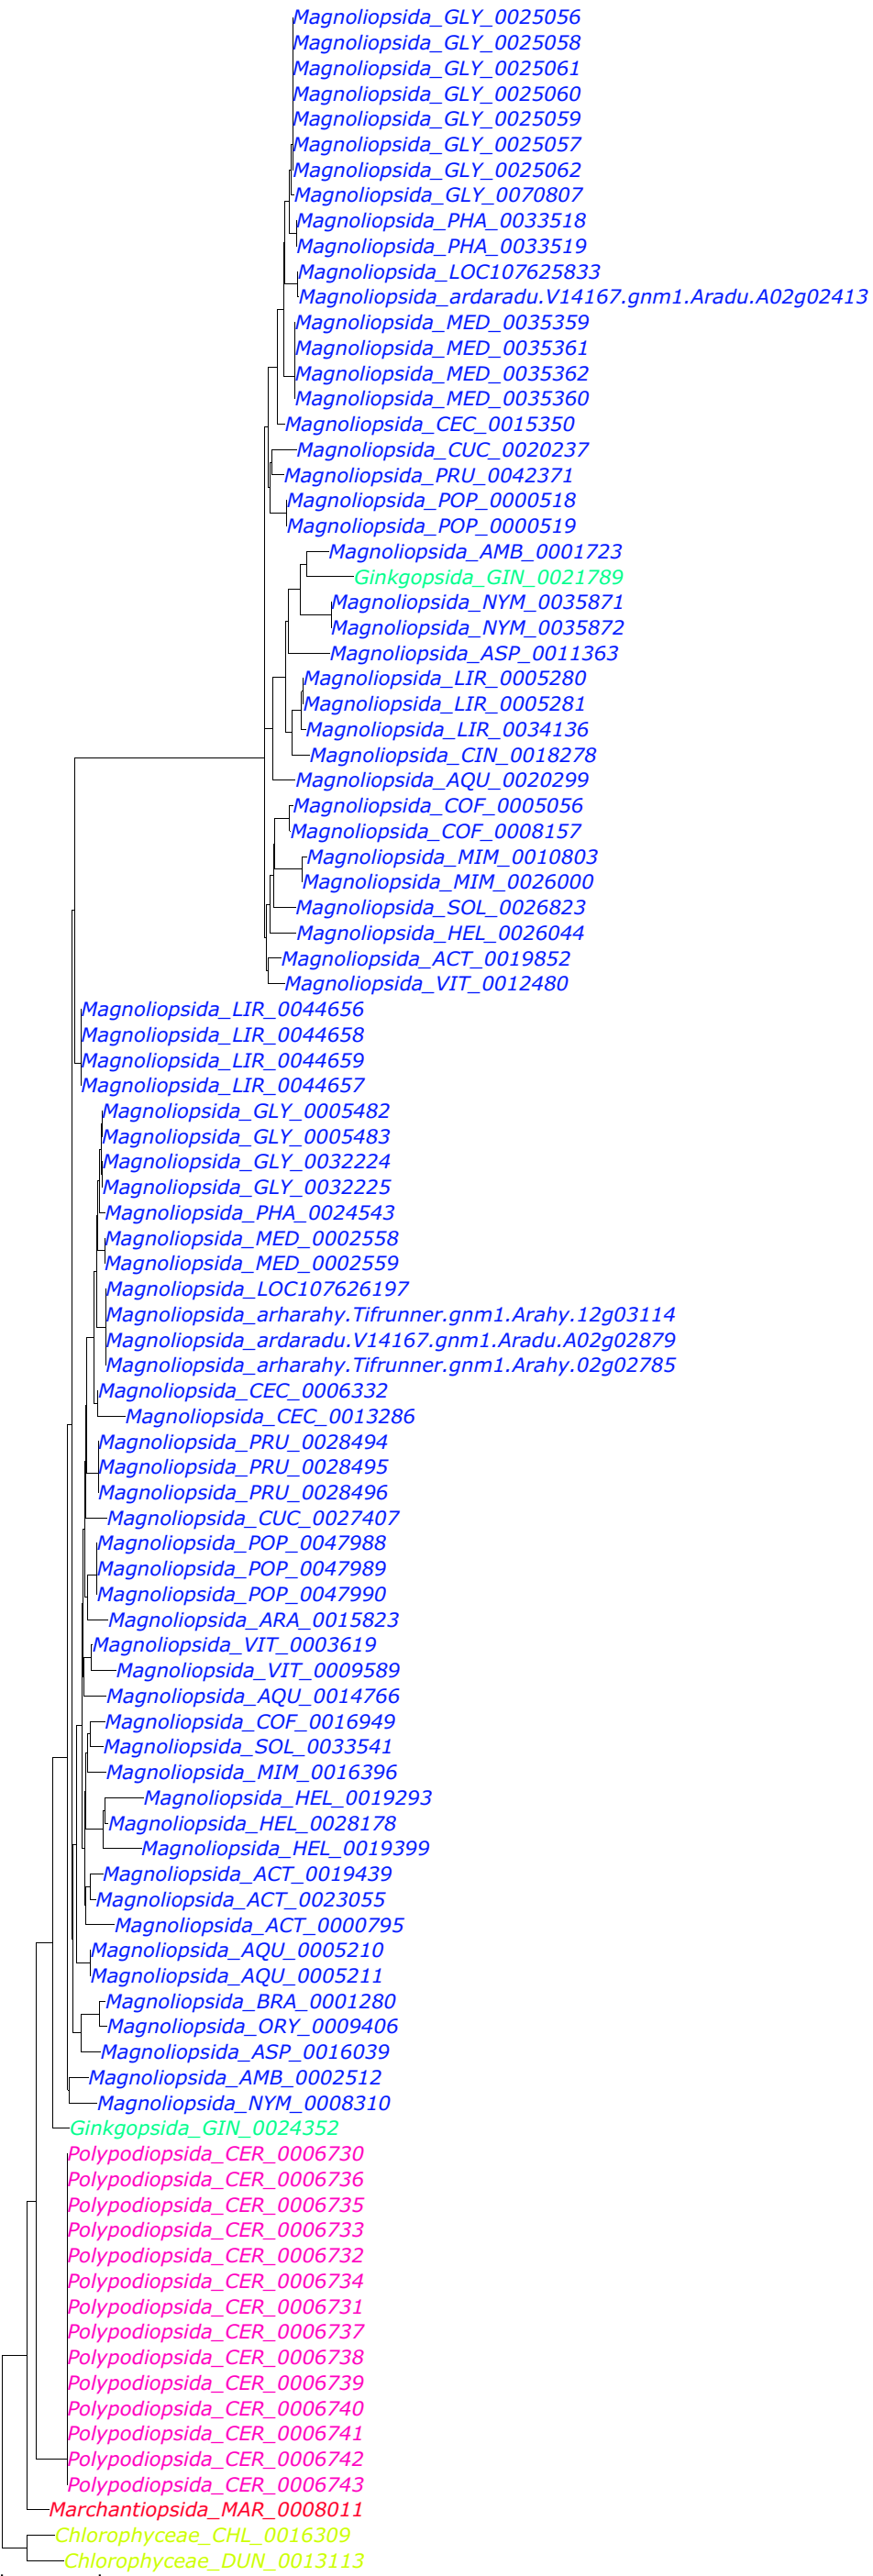 Magnoliopsida_GLY_0025056
Magnoliopsida_GLY_0025058
Magnoliopsida_GLY_0025061
Magnoliopsida_GLY_0025060
Magnoliopsida_GLY_0025059
Magnoliopsida_GLY_0025057
Magnoliopsida_GLY_0025062
Magnoliopsida_GLY_0070807
Magnoliopsida_PHA_0033518
Magnoliopsida_PHA_0033519
Magnoliopsida_LOC107625833
Magnoliopsida_ardaradu.V14167.gnm1.Aradu.A02g02413
Magnoliopsida_MED_0035359
Magnoliopsida_MED_0035361
Magnoliopsida_MED_0035362
Magnoliopsida_MED_0035360
Magnoliopsida_CEC_0015350
Magnoliopsida_CUC_0020237
Magnoliopsida_PRU_0042371
Magnoliopsida_POP_0000518
Magnoliopsida_POP_0000519
Magnoliopsida_AMB_0001723
Ginkgopsida_GIN_0021789
Magnoliopsida_NYM_0035871
Magnoliopsida_NYM_0035872
Magnoliopsida_ASP_0011363
Magnoliopsida_LIR_0005280
Magnoliopsida_LIR_0005281
Magnoliopsida_LIR_0034136
Magnoliopsida_CIN_0018278
Magnoliopsida_AQU_0020299
Magnoliopsida_COF_0005056
Magnoliopsida_COF_0008157
Magnoliopsida_MIM_0010803
Magnoliopsida_MIM_0026000
Magnoliopsida_SOL_0026823
Magnoliopsida_HEL_0026044
Magnoliopsida_ACT_0019852
Magnoliopsida_VIT_0012480
Magnoliopsida_LIR_0044656
Magnoliopsida_LIR_0044658
Magnoliopsida_LIR_0044659
Magnoliopsida_LIR_0044657
Magnoliopsida_GLY_0005482
Magnoliopsida_GLY_0005483
Magnoliopsida_GLY_0032224
Magnoliopsida_GLY_0032225
Magnoliopsida_PHA_0024543
Magnoliopsida_MED_0002558
Magnoliopsida_MED_0002559
Magnoliopsida_LOC107626197
Magnoliopsida_arharahy.Tifrunner.gnm1.Arahy.12g03114
Magnoliopsida_ardaradu.V14167.gnm1.Aradu.A02g02879
Magnoliopsida_arharahy.Tifrunner.gnm1.Arahy.02g02785
Magnoliopsida_CEC_0006332
Magnoliopsida_CEC_0013286
Magnoliopsida_PRU_0028494
Magnoliopsida_PRU_0028495
Magnoliopsida_PRU_0028496
Magnoliopsida_CUC_0027407
Magnoliopsida_POP_0047988
Magnoliopsida_POP_0047989
Magnoliopsida_POP_0047990
Magnoliopsida_ARA_0015823
Magnoliopsida_VIT_0003619
Magnoliopsida_VIT_0009589
Magnoliopsida_AQU_0014766
Magnoliopsida_COF_0016949
Magnoliopsida_SOL_0033541
Magnoliopsida_MIM_0016396
Magnoliopsida_HEL_0019293
Magnoliopsida_HEL_0028178
Magnoliopsida_HEL_0019399
Magnoliopsida_ACT_0019439
Magnoliopsida_ACT_0023055
Magnoliopsida_ACT_0000795
Magnoliopsida_AQU_0005210
Magnoliopsida_AQU_0005211
Magnoliopsida_BRA_0001280
Magnoliopsida_ORY_0009406
Magnoliopsida_ASP_0016039
Magnoliopsida_AMB_0002512
Magnoliopsida_NYM_0008310
Ginkgopsida_GIN_0024352
Polypodiopsida_CER_0006730
Polypodiopsida_CER_0006736
Polypodiopsida_CER_0006735
Polypodiopsida_CER_0006733
Polypodiopsida_CER_0006732
Polypodiopsida_CER_0006734
Polypodiopsida_CER_0006731
Polypodiopsida_CER_0006737
Polypodiopsida_CER_0006738
Polypodiopsida_CER_0006739
Polypodiopsida_CER_0006740
Polypodiopsida_CER_0006741
Polypodiopsida_CER_0006742
Polypodiopsida_CER_0006743
Marchantiopsida_MAR_0008011
Chlorophyceae_CHL_0016309
Chlorophyceae_DUN_0013113